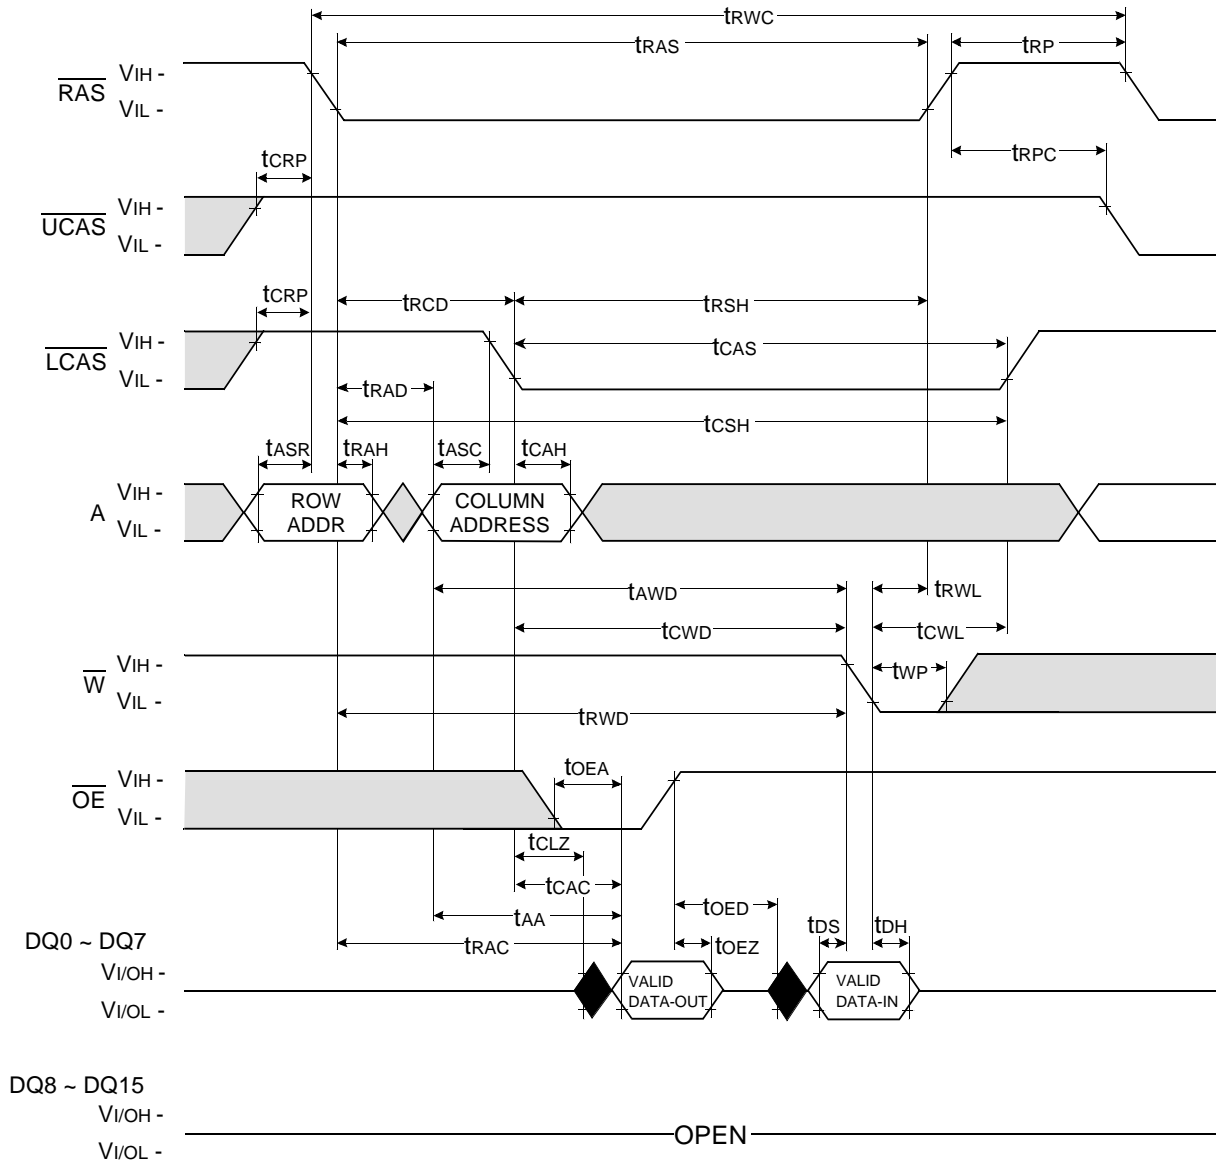 tRWC
tRAS tRP
RAS VIH -
VIL -
tRPC
tCRP
UCAS VIH -
VIL -
tCRP tRCD tRSH
LCAS VIH -
tCAS
VIL -
tRAD
tCSH
tASR tRAH tASC tCAH
A VIH -
VIL -
ROW
ADDR
COLUMN
ADDRESS
tAWD tRWL
tCWD tCWL
W VIH -
VIL -
tWP
tRWD
OE VIH -
VIL -
tOEA
tCLZ
tCAC
tAA tOED
tDS tDH
tRAC tOEZ
DQ0 ~ DQ7
VI/OH -
VI/OL -
VALID
DATA-OUT
VALID
DATA-IN
DQ8 ~ DQ15
VI/OH -
VI/OL -
OPEN